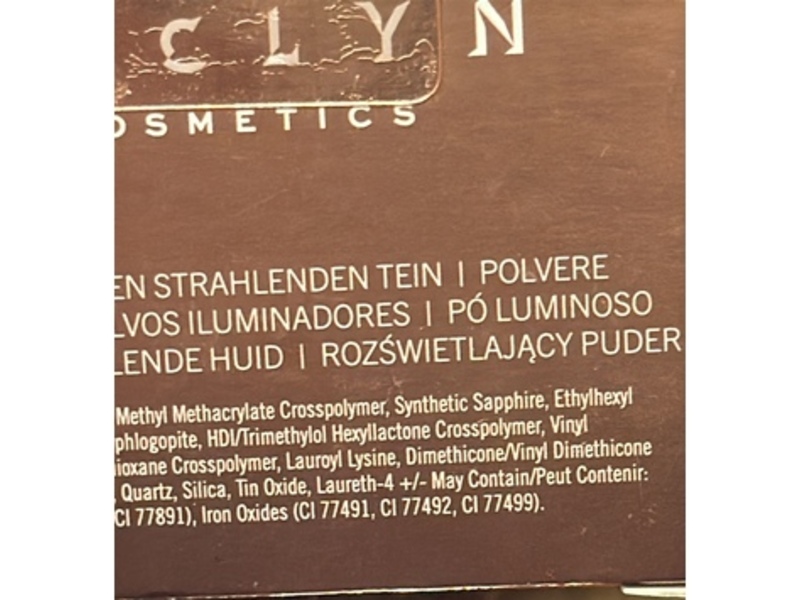 CLYN
OSMETICS
EN STRAHLENDEN TEIN | POLVERE
LVOS ILUMINADORES | PÓ LUMINOSO
LENDE HUID | ROZŚWIETLAJĄCY PUDER
Methyl Methacrylate Crosspolymer, Synthetic Sapphire, Ethylhexyl
phlogopite, HDI/Trimethylol Hexyllactone Crosspolymer, Vinyl
ioxane Crosspolymer, Lauroyl Lysine, Dimethicone/Vinyl Dimethicone
, Quartz, Silica, Tin Oxide, Laureth-4 +/- May Contain/Peut Contenir:
CI 77891), Iron Oxides (CI 77491, CI 77492, CI 77499).